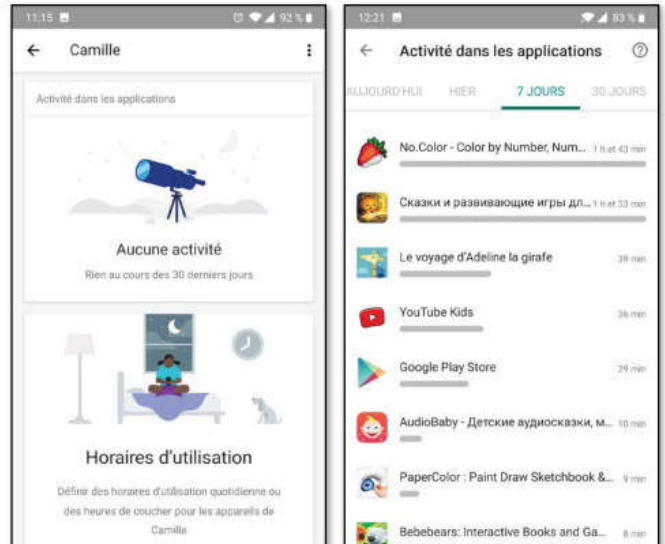 11:15 92 %
Camille
Activité dans les applications
Aucune activité
Rien au cours des 30 derniers jours
Horaires d'utilisation
Définir des horaires d'utilisation quotidienne ou
des heures de coucher pour les appareils de
Camille
12:21 83 %
Activité dans les applications
AUJOURD'HUI HIER 7 JOURS 30 JOURS
No.Color - Color by Number, Num... 1 h et 43 min
Сказки и развивающие игры дл... 1 h et 33 min
Le voyage d'Adeline la girafe 39 min
YouTube Kids 36 min
Google Play Store 29 min
AudioBaby - Детские аудиосказки, м... 10 min
PaperColor : Paint Draw Sketchbook &... 9 min
Bebebears: Interactive Books and Ga... 8 min